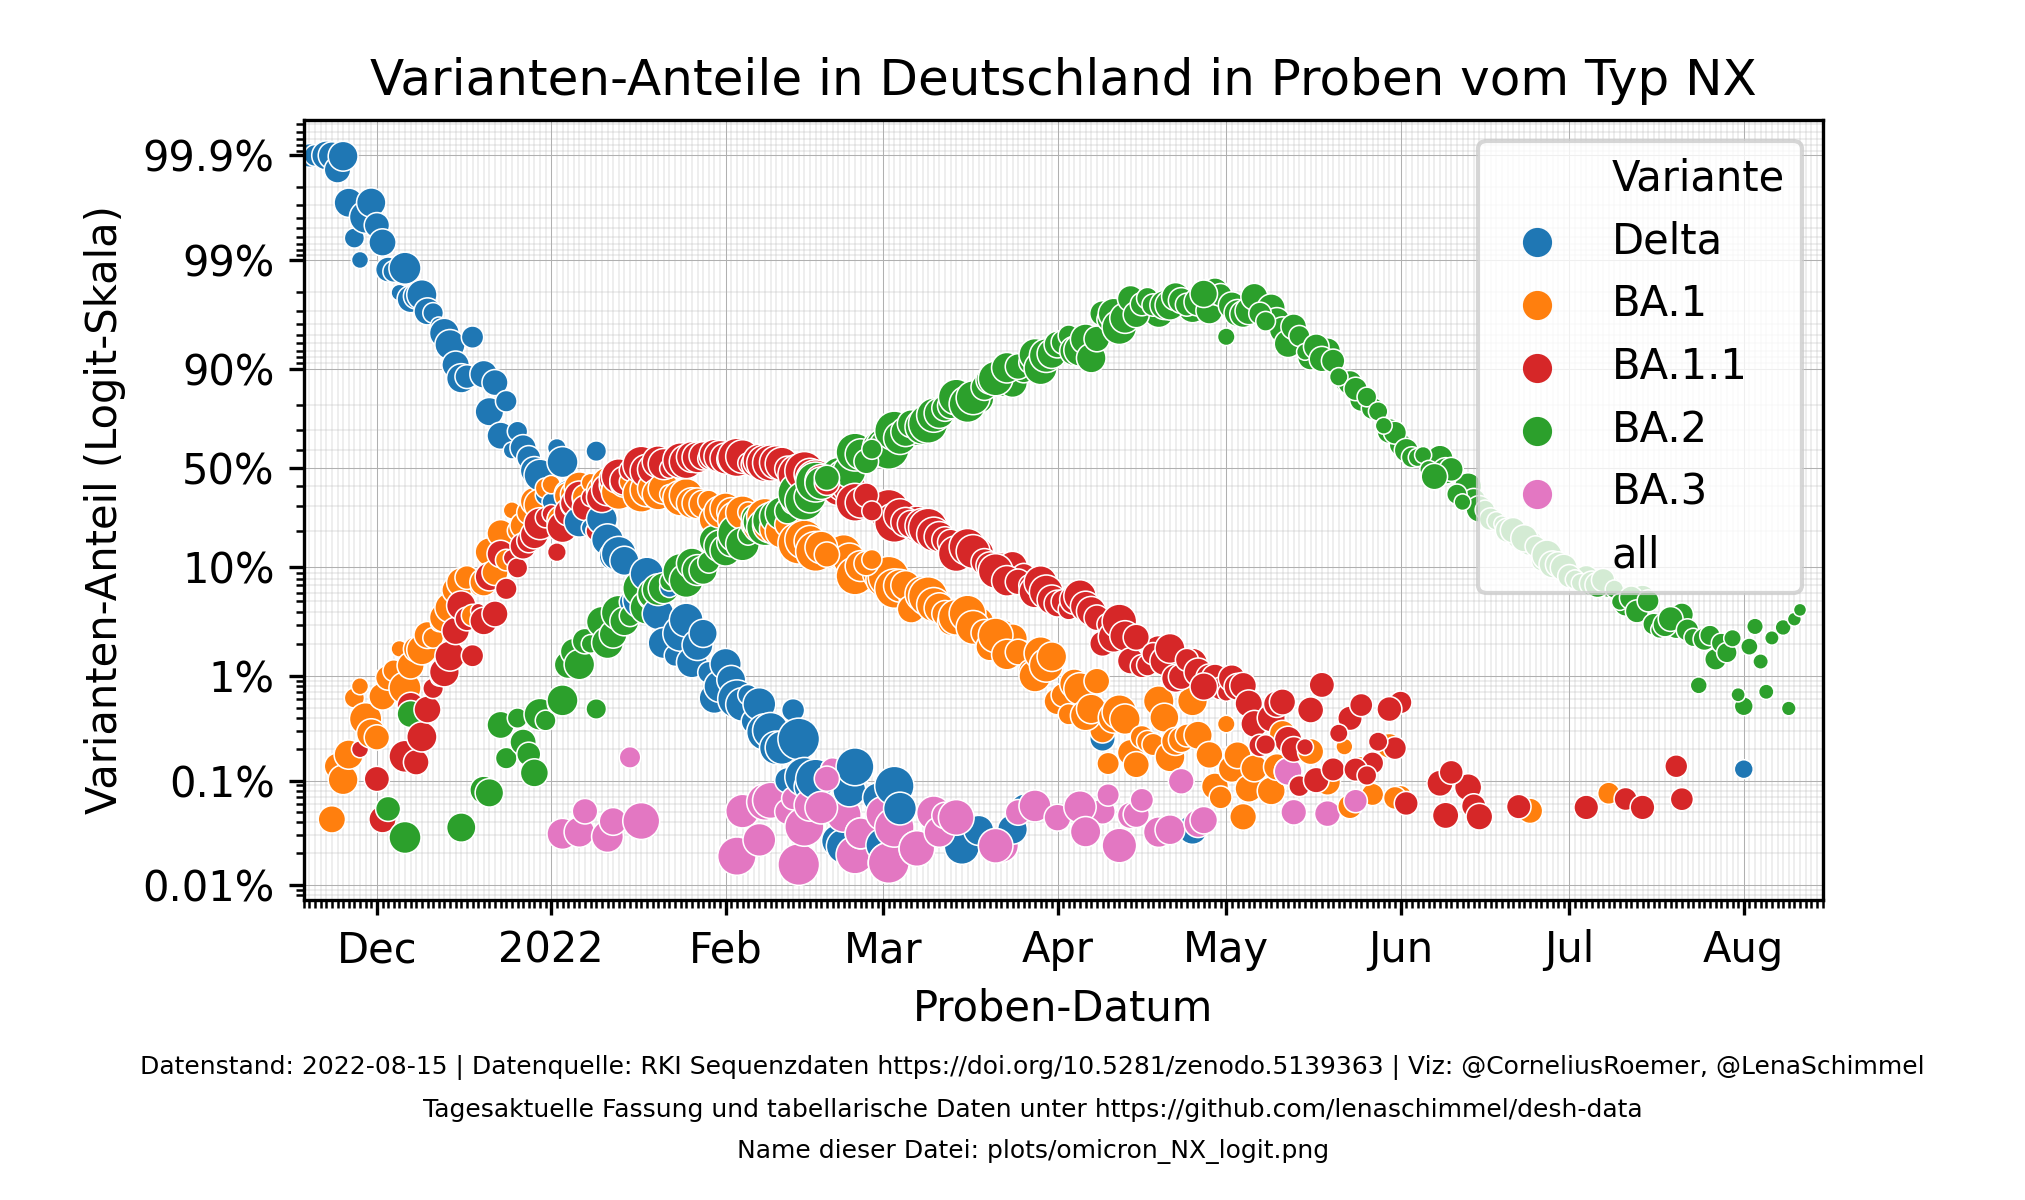 Varianten-Anteile in Deutschland in Proben vom Typ NX
Varianten-Anteil (Logit-Skala)
99.9%
99%
90%
50%
10%
1%
0.1%
0.01%
Variante
Delta
BA.1
BA.1.1
BA.2
BA.3
all
Dec
2022
Feb
Mar
Apr
May
Jun
Jul
Aug
Proben-Datum
Datenstand: 2022-08-15 | Datenquelle: RKI Sequenzdaten https://doi.org/10.5281/zenodo.5139363 | Viz: @CorneliusRoemer, @LenaSchimmel
Tagesaktuelle Fassung und tabellarische Daten unter https://github.com/lenaschimmel/desh-data
Name dieser Datei: plots/omicron_NX_logit.png